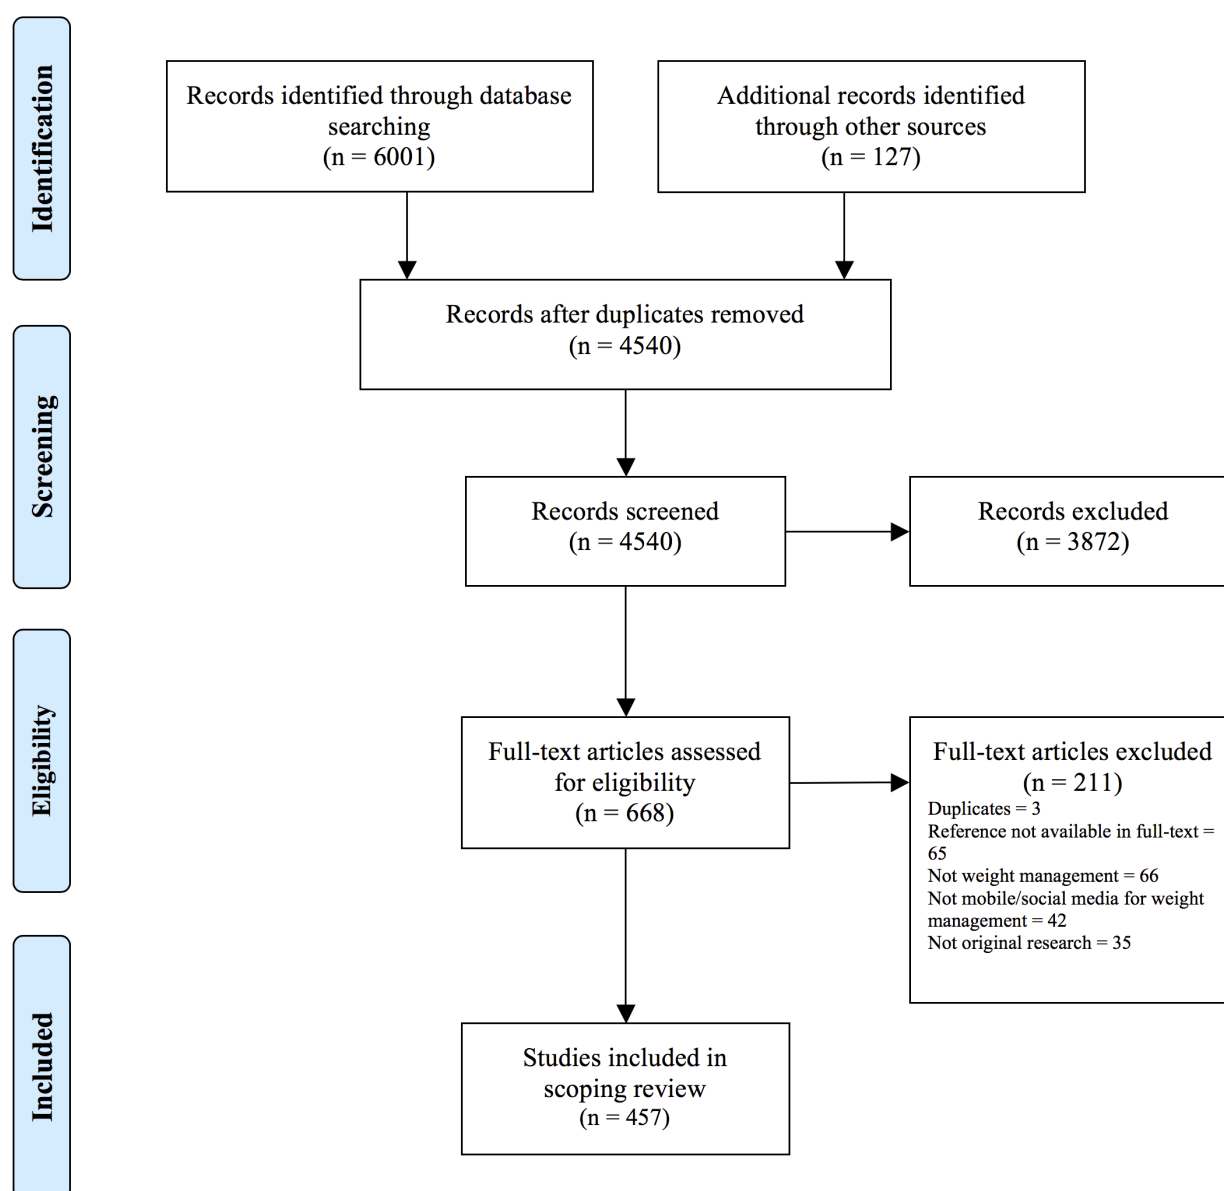 Identification
Records identified through database
searching
(n = 6001)
Additional records identified
through other sources
(n = 127)
Records after duplicates removed
(n = 4540)
Screening
Records screened
(n = 4540)
Records excluded
(n = 3872)
Eligibility
Full-text articles assessed
for eligibility
(n = 668)
Full-text articles excluded
(n = 211)
Duplicates = 3
Reference not available in full-text =
65
Not weight management = 66
Not mobile/social media for weight
management = 42
Not original research = 35
Included
Studies included in
scoping review
(n = 457)